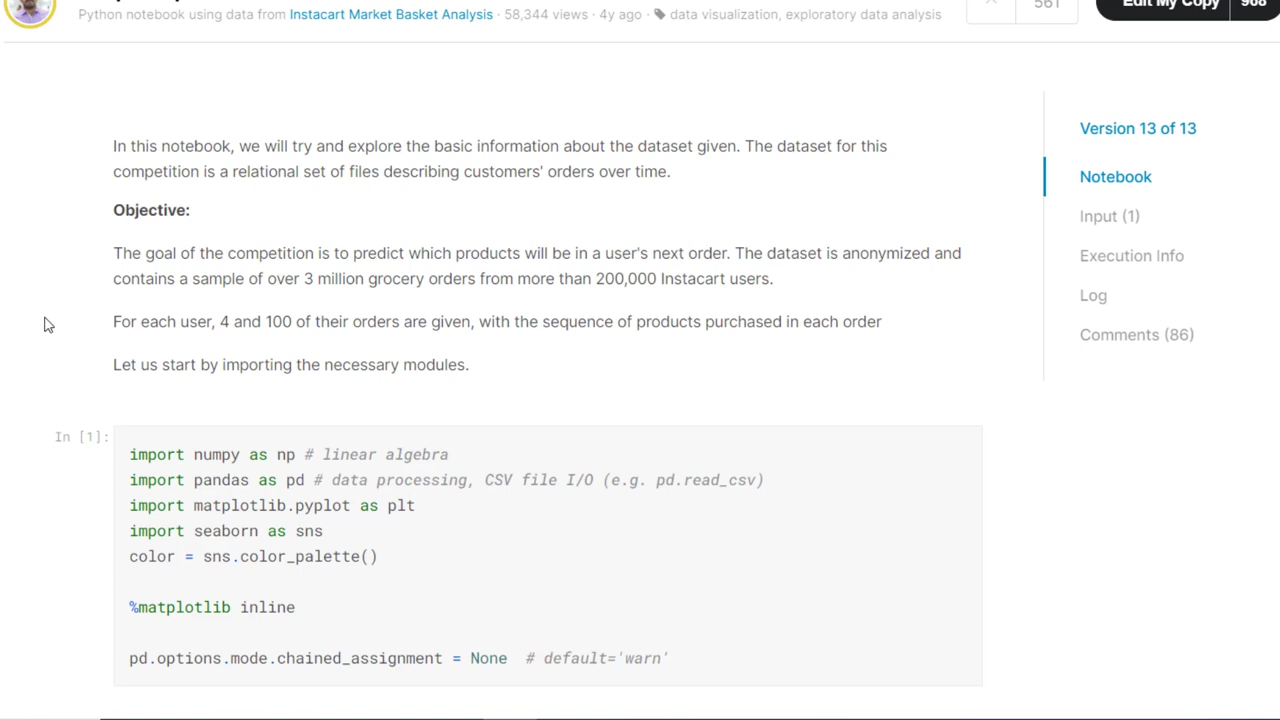 Python notebook using data from Instacart Market Basket Analysis · 58,344 views · 4y ago · data visualization, exploratory data analysis
561
Edit My Copy
968
In this notebook, we will try and explore the basic information about the dataset given. The dataset for this
competition is a relational set of files describing customers' orders over time.
Objective:
The goal of the competition is to predict which products will be in a user's next order. The dataset is anonymized and
contains a sample of over 3 million grocery orders from more than 200,000 Instacart users.
For each user, 4 and 100 of their orders are given, with the sequence of products purchased in each order
Let us start by importing the necessary modules.
Version 13 of 13
Notebook
Input (1)
Execution Info
Log
Comments (86)
In [1]:
import numpy as np # linear algebra
import pandas as pd # data processing, CSV file I/O (e.g. pd.read_csv)
import matplotlib.pyplot as plt
import seaborn as sns
color = sns.color_palette()
%matplotlib inline
pd.options.mode.chained_assignment = None  # default='warn'